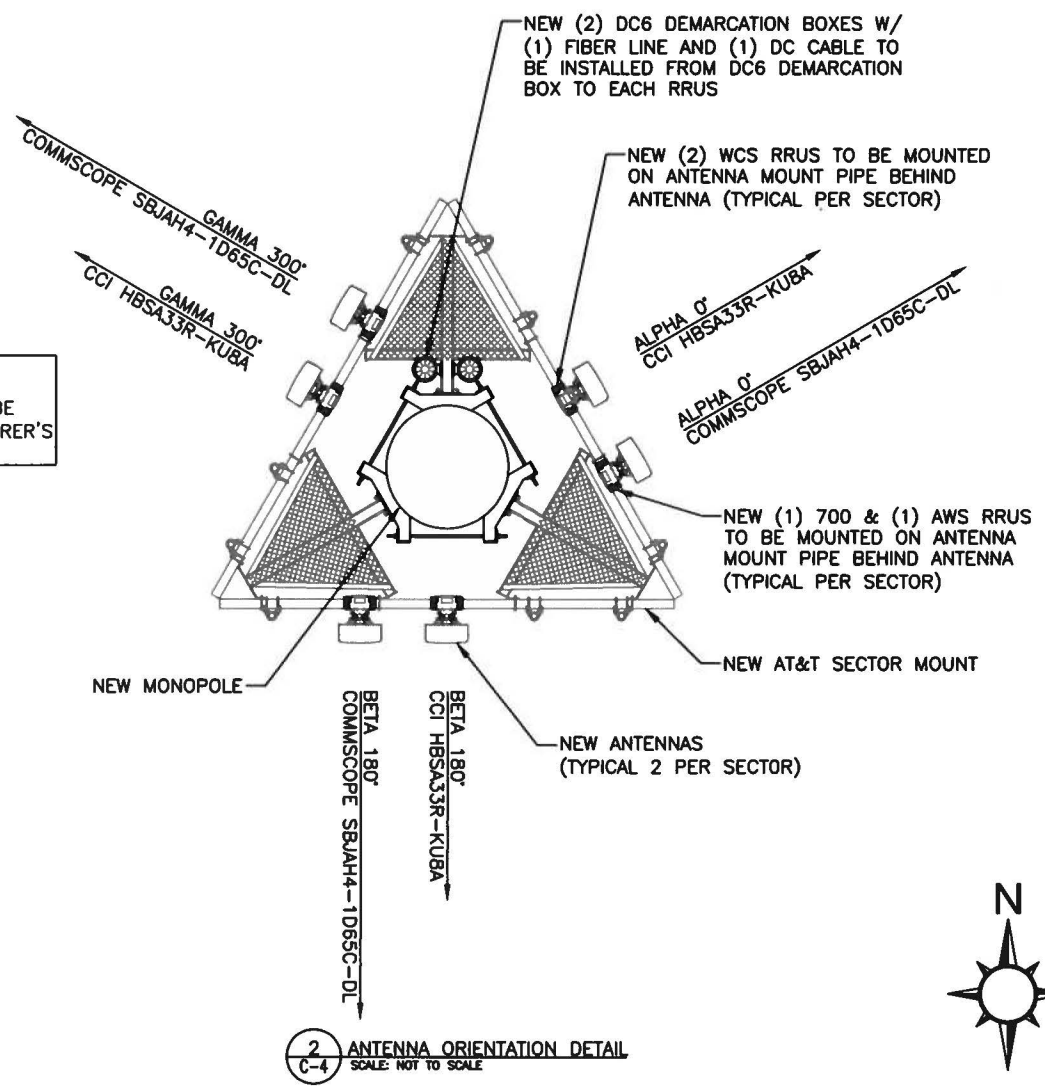 NEW (2) DC6 DEMARCATION BOXES W/
(1) FIBER LINE AND (1) DC CABLE TO
BE INSTALLED FROM DC6 DEMARCATION
BOX TO EACH RRUS
NEW (2) WCS RRUS TO BE MOUNTED
ON ANTENNA MOUNT PIPE BEHIND
ANTENNA (TYPICAL PER SECTOR)
GAMMA 300°
COMMSCOPE SBJAH4-1D65C-DL
GAMMA 300°
CCI HBSA33R-KU8A
ALPHA 0°
CCI HBSA33R-KU8A
ALPHA 0°
COMMSCOPE SBJAH4-1D65C-DL
BE
RER'S
NEW (1) 700 & (1) AWS RRUS
TO BE MOUNTED ON ANTENNA
MOUNT PIPE BEHIND ANTENNA
(TYPICAL PER SECTOR)
NEW AT&T SECTOR MOUNT
NEW MONOPOLE
BETA 180°
COMMSCOPE SBJAH4-1D65C-DL
BETA 180°
CCI HBSA33R-KU8A
NEW ANTENNAS
(TYPICAL 2 PER SECTOR)
N
2
C-4
ANTENNA ORIENTATION DETAIL
SCALE: NOT TO SCALE